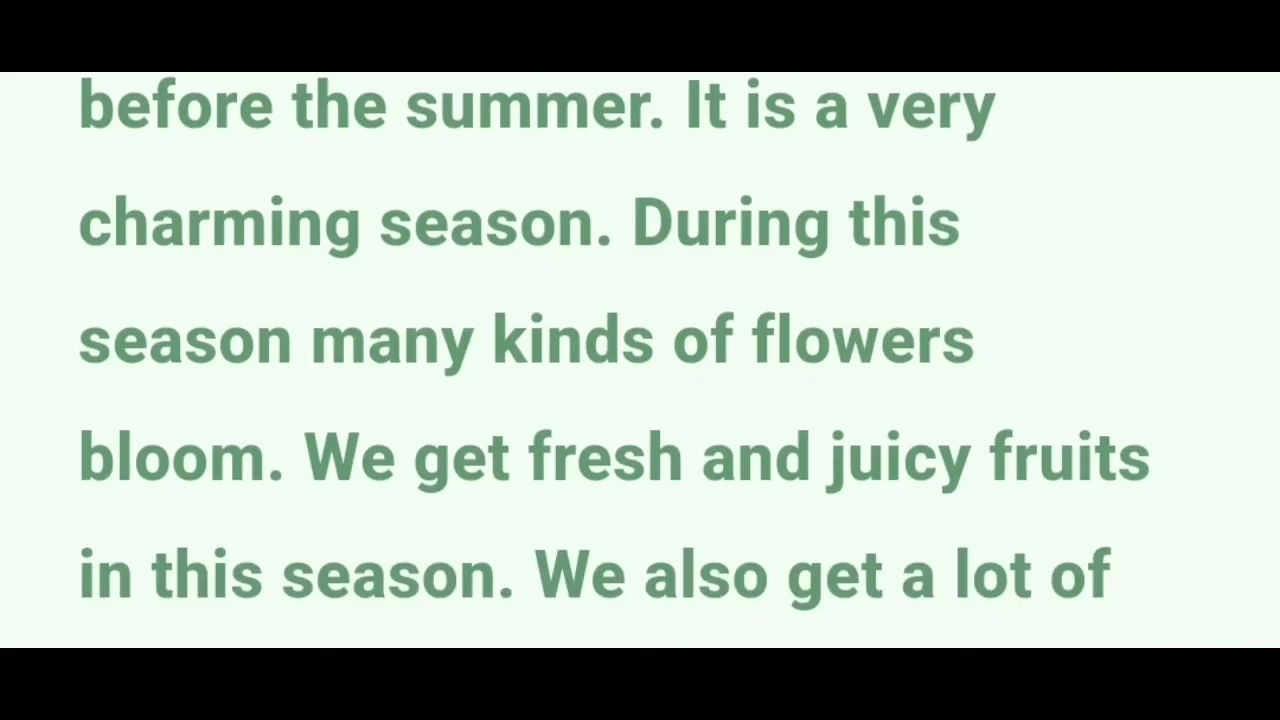 before the summer. It is a very
charming season. During this
season many kinds of flowers
bloom. We get fresh and juicy fruits
in this season. We also get a lot of